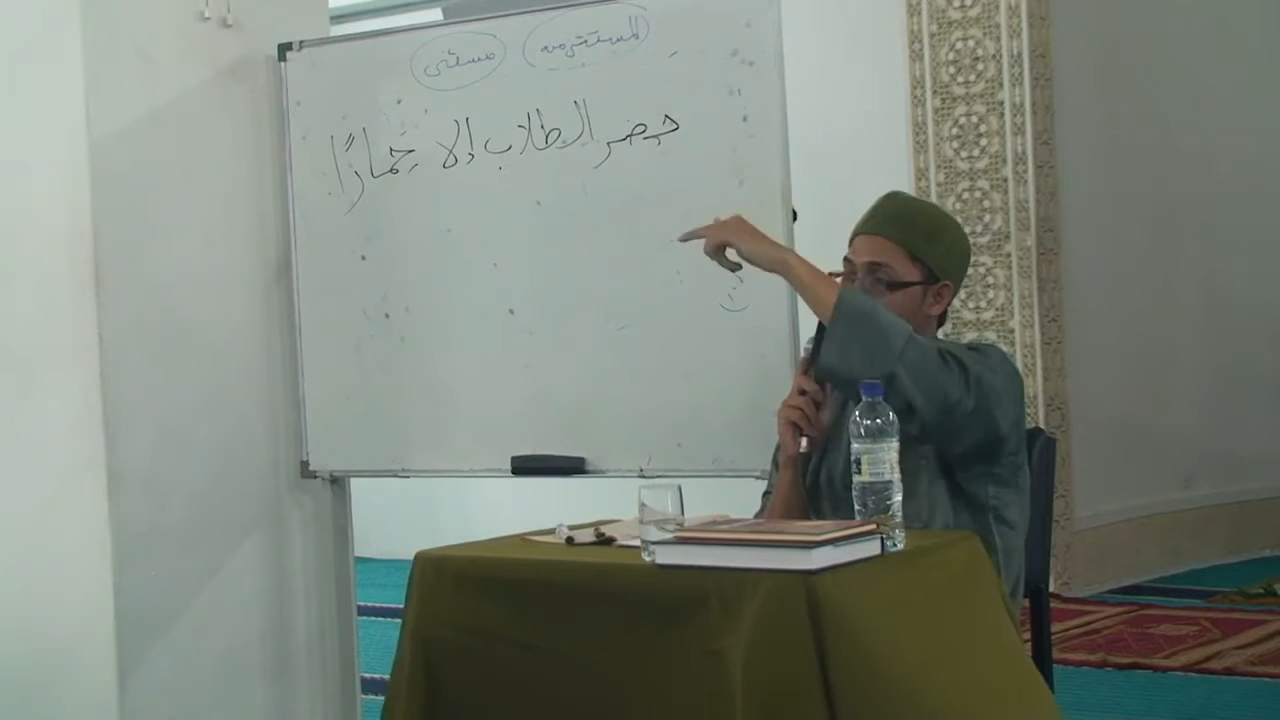 المستثنى منه مستثنى
حضر الطلاب إلا حمارًا.